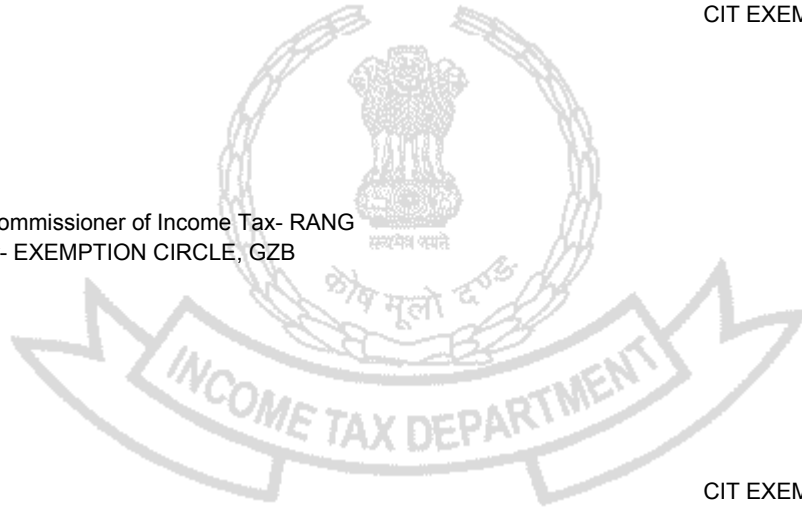 CIT EXEM
ommissioner of Income Tax- RANG
- EXEMPTION CIRCLE, GZB
सत्यमेव जयते
कोष मूलो दण्डः
INCOME TAX DEPARTMENT
CIT EXEM